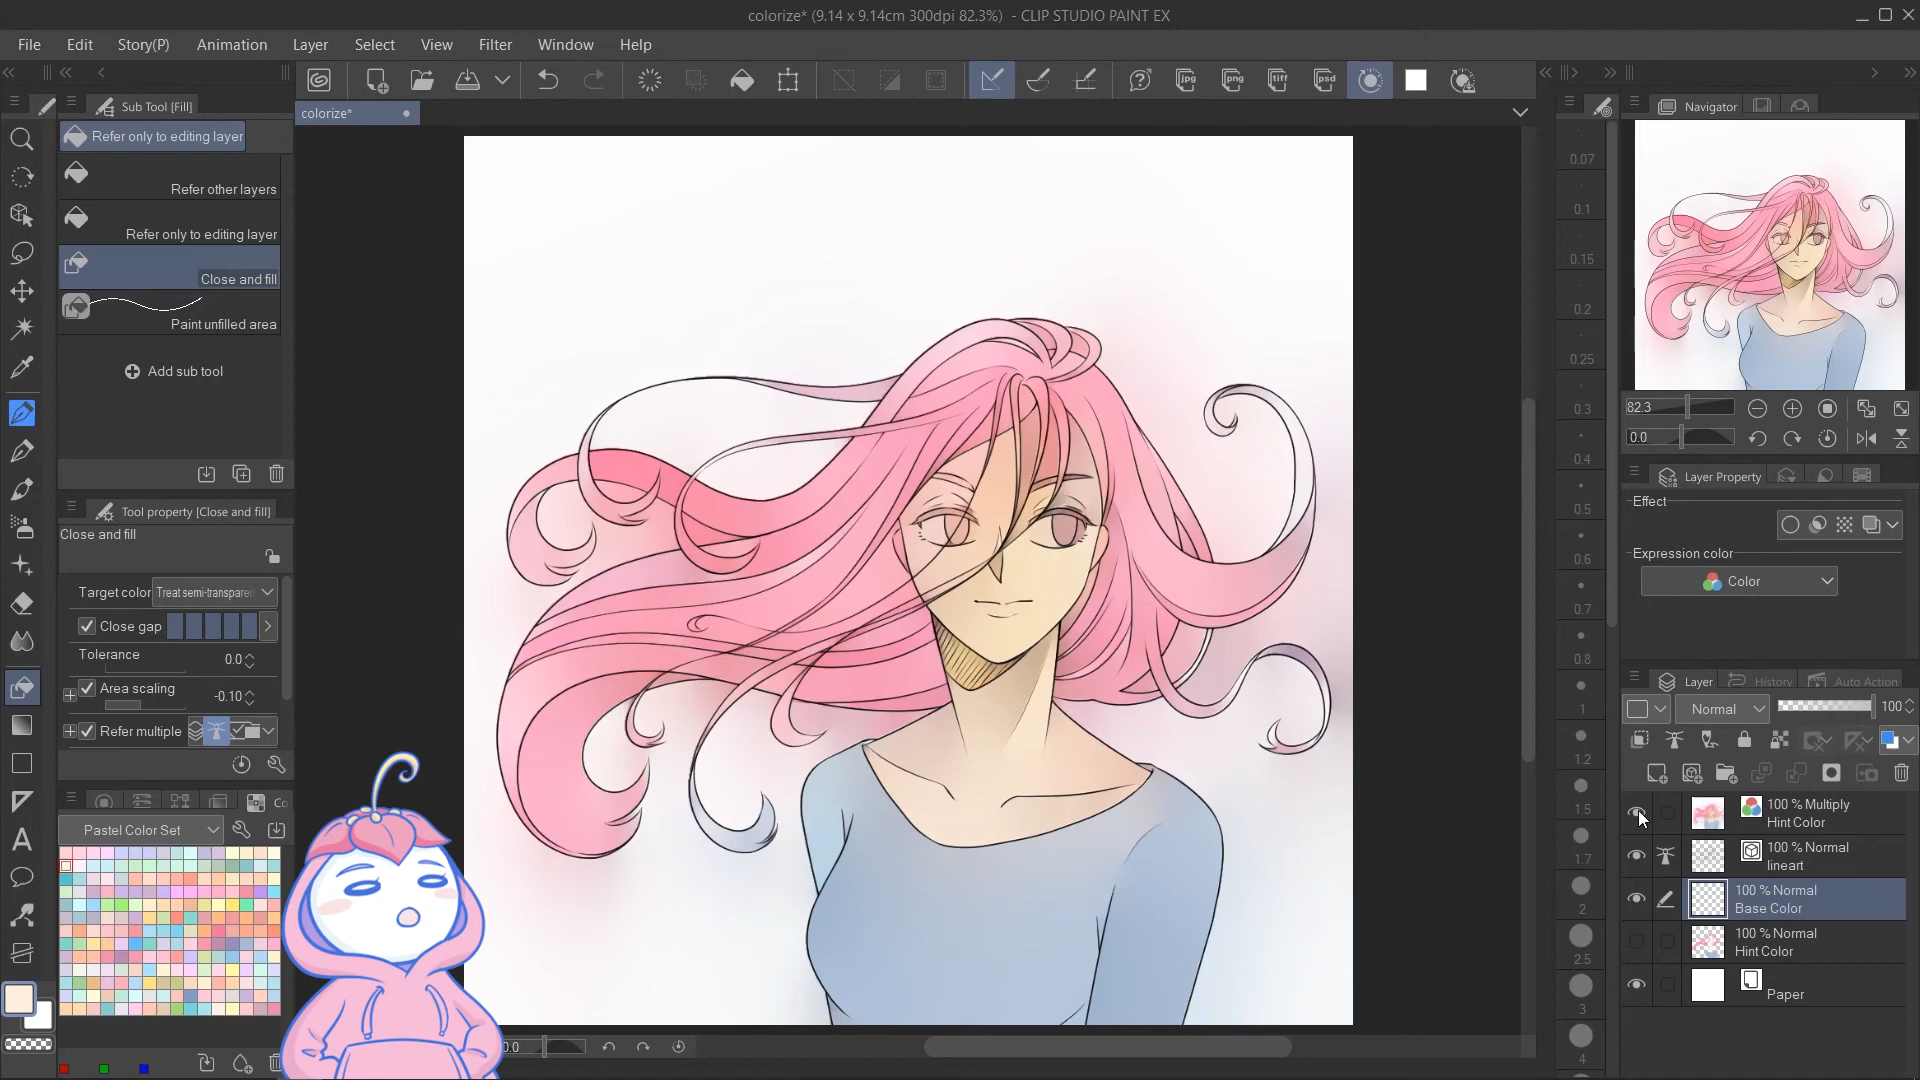 colorize* (9.14 x 9.14cm 300dpi 82.3%) - CLIP STUDIO PAINT EX
File Edit Story(P) Animation Layer Select View Filter Window Help
jpg png tiff psd
Sub Tool [Fill]
colorize*
Refer only to editing layer
Refer other layers
Refer only to editing layer
Close and fill
Paint unfilled area
Add sub tool
Tool property [Close and fill]
Close and fill
Target color Treat semi-transparen
Close gap
Tolerance 0.0
Area scaling -0.10
Refer multiple
Co
Pastel Color Set
A
0.0
0.07
0.1
0.15
0.2
0.25
0.3
0.4
0.5
0.6
0.7
0.8
1
1.2
1.5
1.7
2
2.5
3
4
Navigator
82.3
0.0
Layer Property
Effect
Expression color
Color
Layer History Auto Action
Normal 100
100 % Multiply
Hint Color
100 % Normal
lineart
100 % Normal
Base Color
100 % Normal
Hint Color
Paper